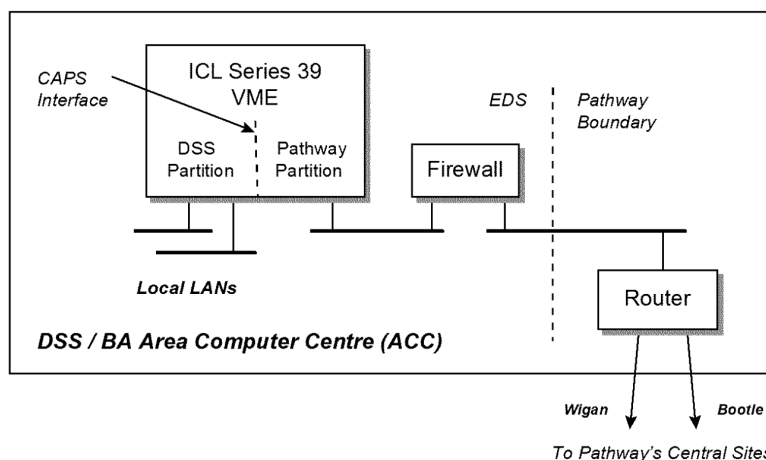 CAPS
Interface
ICL Series 39
VME
DSS
Partition
Pathway
Partition
EDS
Pathway
Boundary
Firewall
Local LANs
Router
DSS / BA Area Computer Centre (ACC)
Wigan
Bootle
To Pathway's Central Sites